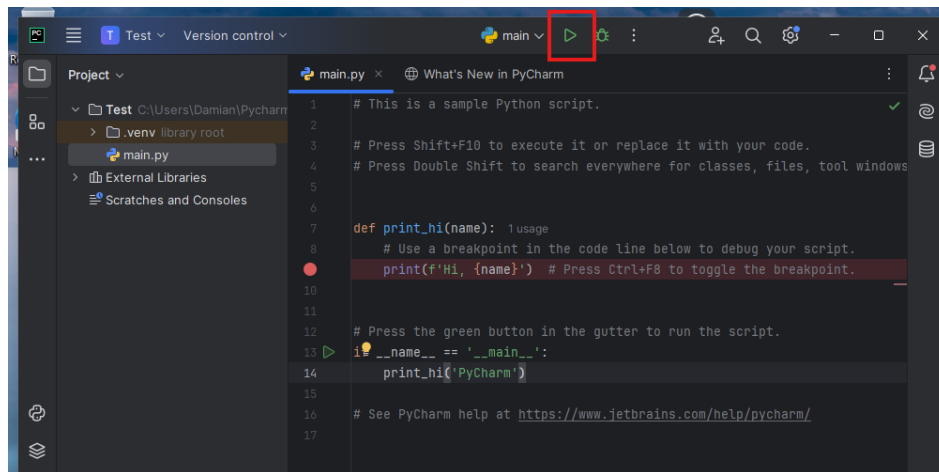 PC
T Test Version control
main
Project
main.py
What's New in PyCharm
Test C:\Users\Damian\Pycharm
.venv library root
main.py
External Libraries
Scratches and Consoles
1 # This is a sample Python script.
2
3 # Press Shift+F10 to execute it or replace it with your code.
4 # Press Double Shift to search everywhere for classes, files, tool windows
5
6
7 def print_hi(name): 1 usage
8 # Use a breakpoint in the code line below to debug your script.
print(f'Hi, {name}') # Press Ctrl+F8 to toggle the breakpoint.
10
11
12 # Press the green button in the gutter to run the script.
13 i __name__ == '__main__':
14 print_hi('PyCharm')
15
16 # See PyCharm help at https://www.jetbrains.com/help/pycharm/
17